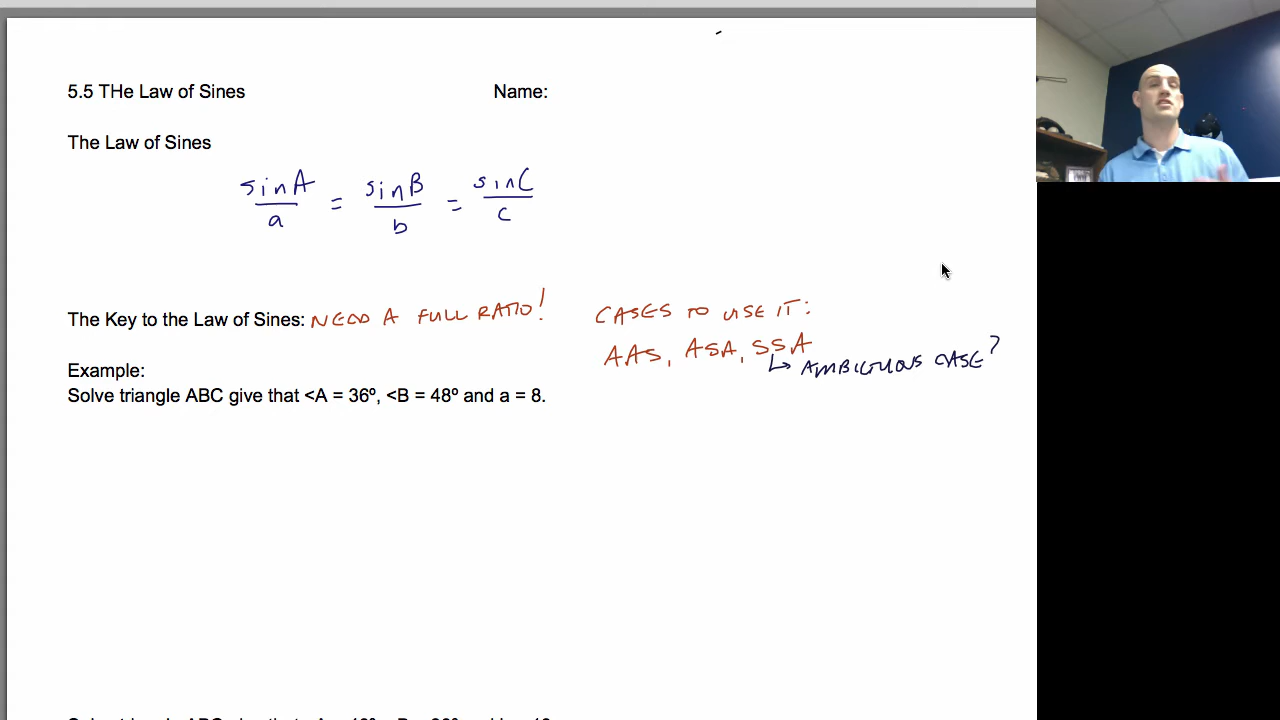 5.5 THe Law of Sines Name:
The Law of Sines
sinA/a = sinB/b = sinC/c
The Key to the Law of Sines: NEED A FULL RATIO! CASES TO USE IT:
AAS, ASA, SSA
↳ AMBIGUOUS CASE?
Example:
Solve triangle ABC give that <A = 36º, <B = 48º and a = 8.